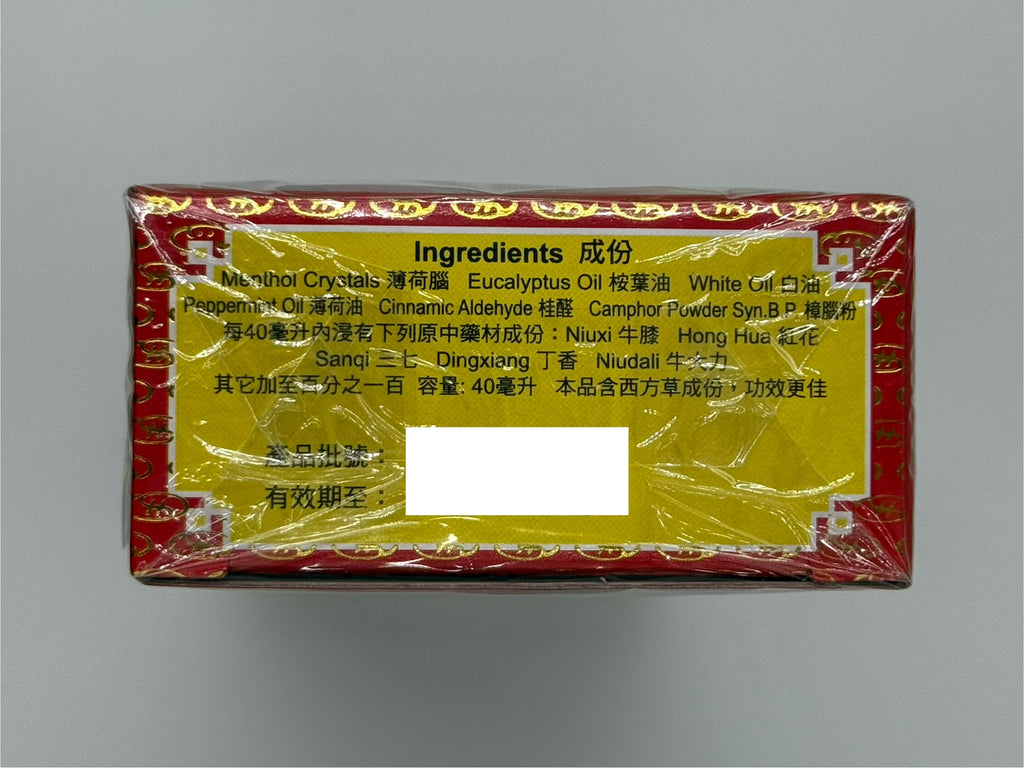 Ingredients 成份
Menthol Crystals 薄荷腦 Eucalyptus Oil 桉葉油 White Oil 白油
Peppermint Oil 薄荷油 Cinnamic Aldehyde 桂醛 Camphor Powder Syn.B.P. 樟腦粉
每40毫升內浸有下列原中藥材成份：Niuxi 牛膝 Hong Hua 紅花
Sanqi 三七 Dingxiang 丁香 Niudali 牛大力
其它加至百分之一百 容量: 40毫升 本品含西方草成份，功效更佳
產品批號：
有效期至：